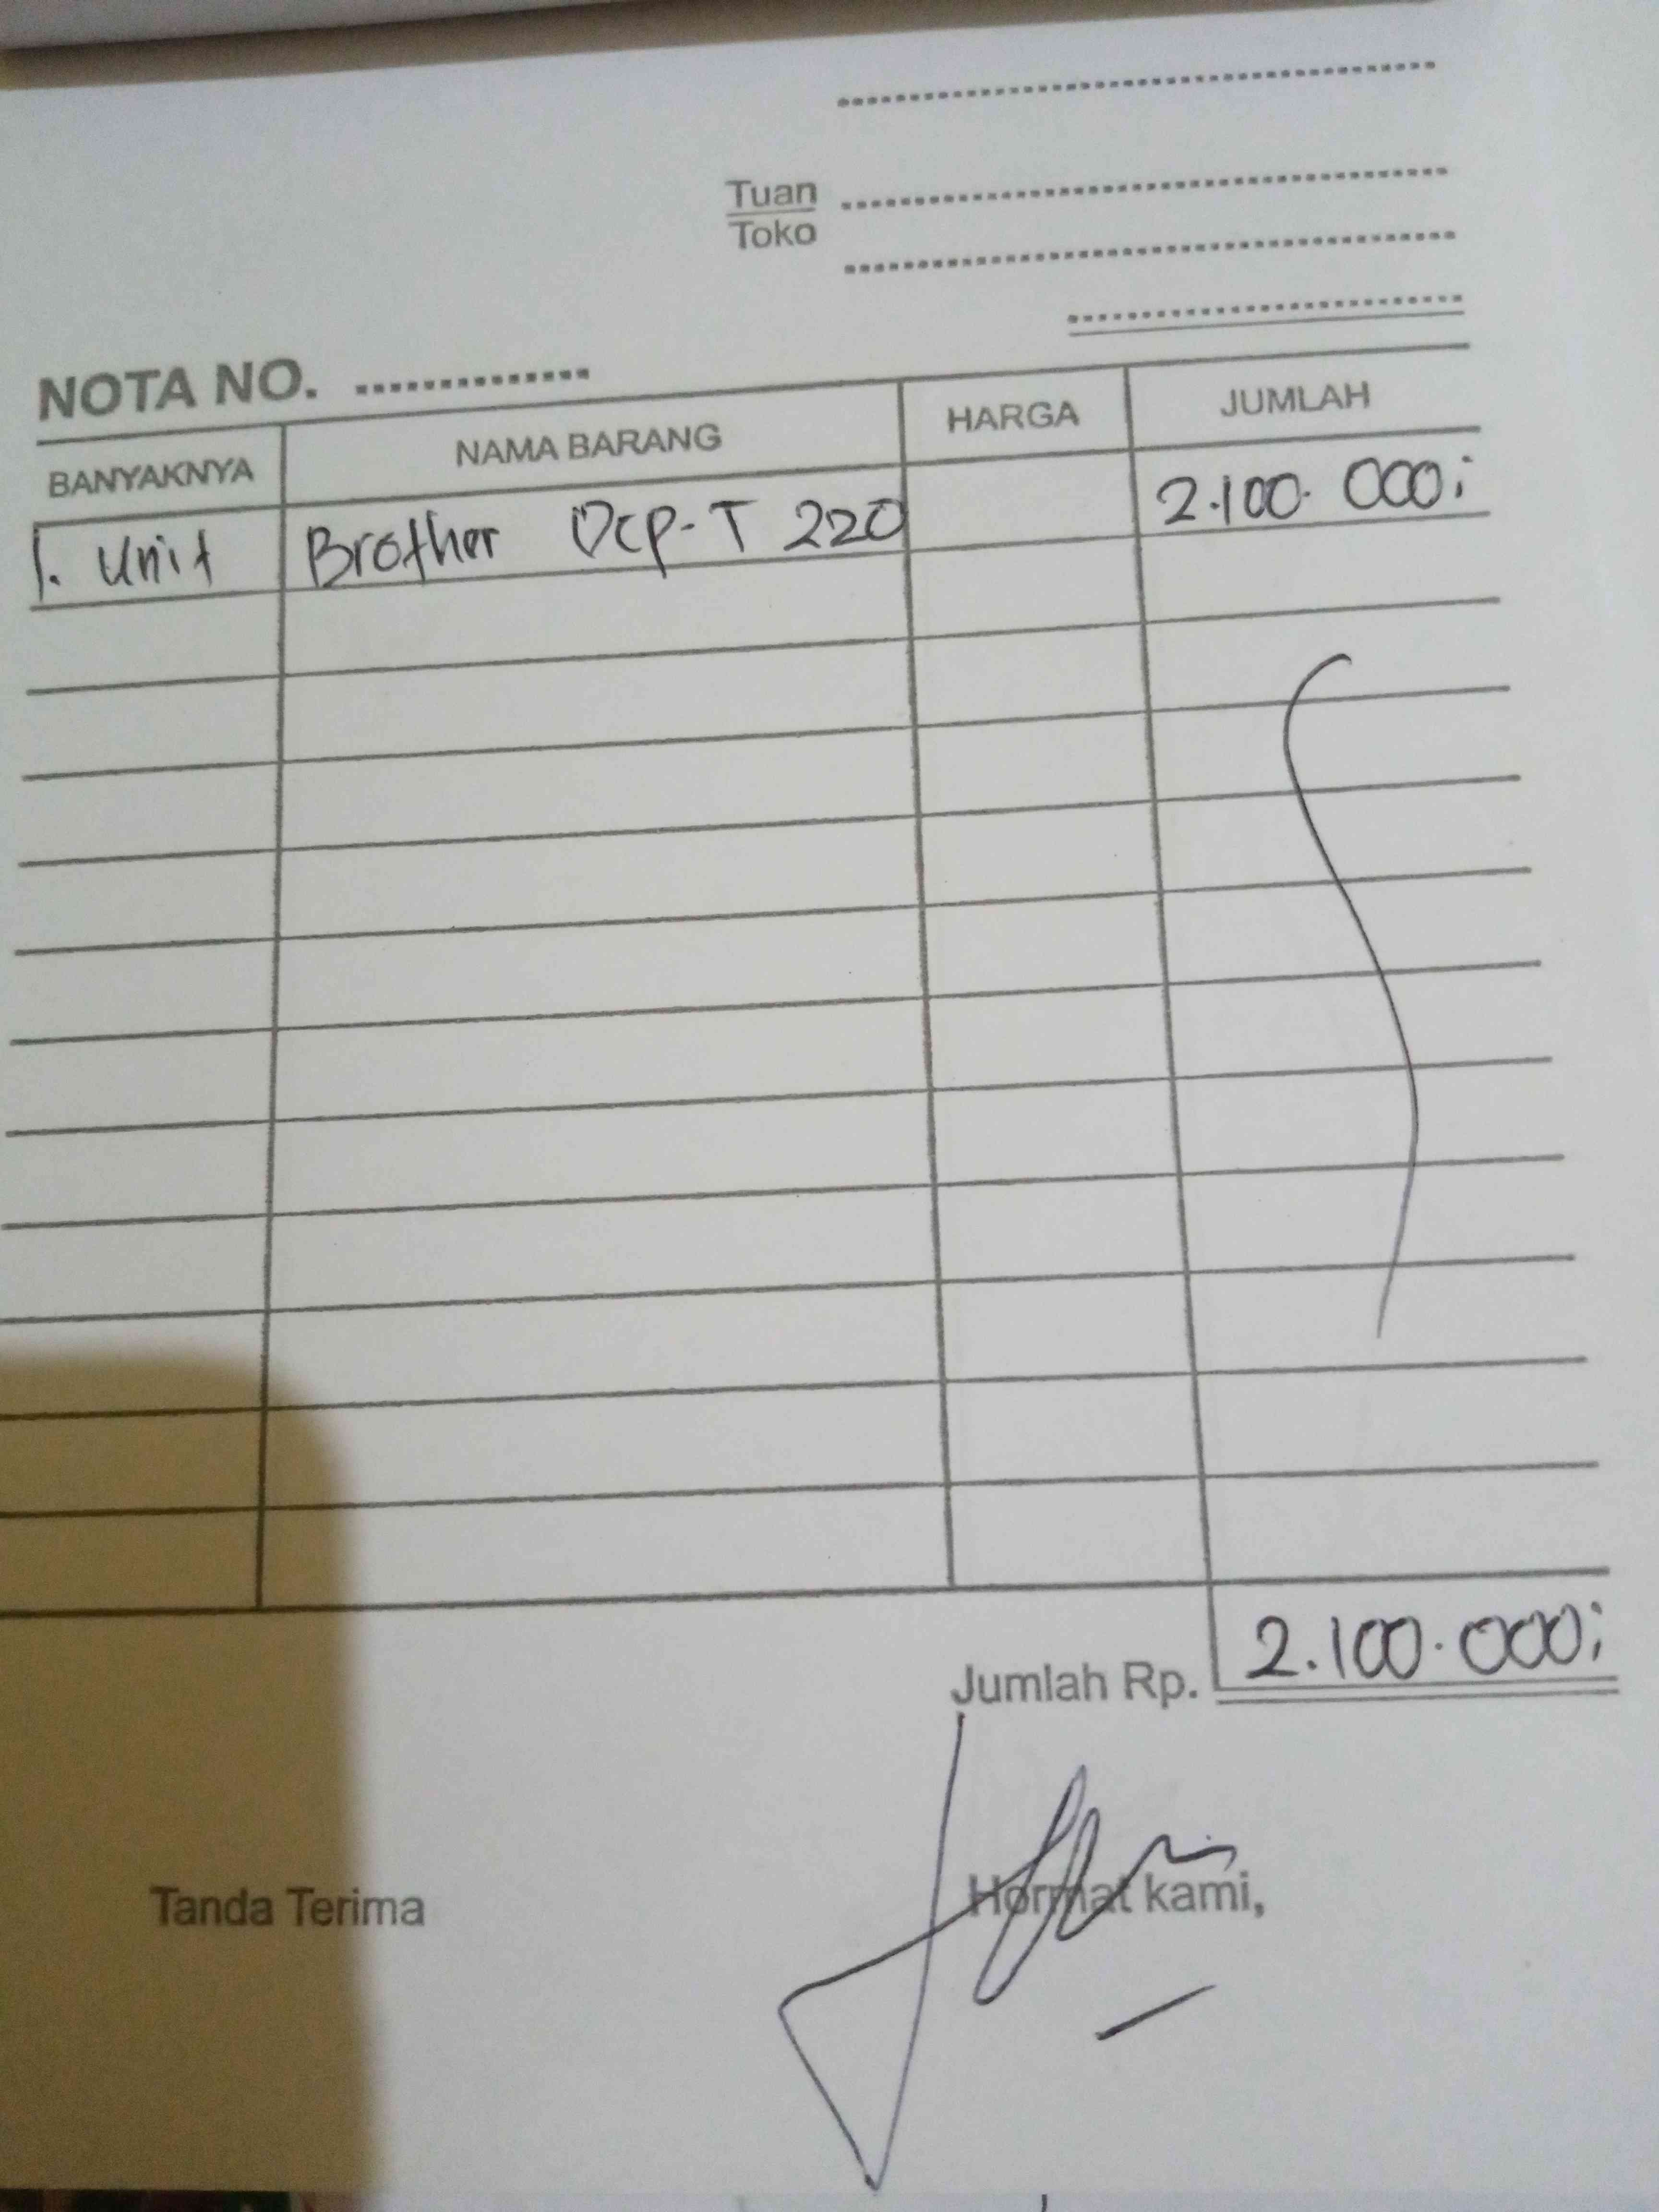 Tuan
Toko
NOTA NO.
BANYAKNYA NAMA BARANG HARGA JUMLAH
1. Unit Brother Dcp-T 220 2.100.000;
Jumlah Rp. 2.100.000;
Tanda Terima Hormat kami,